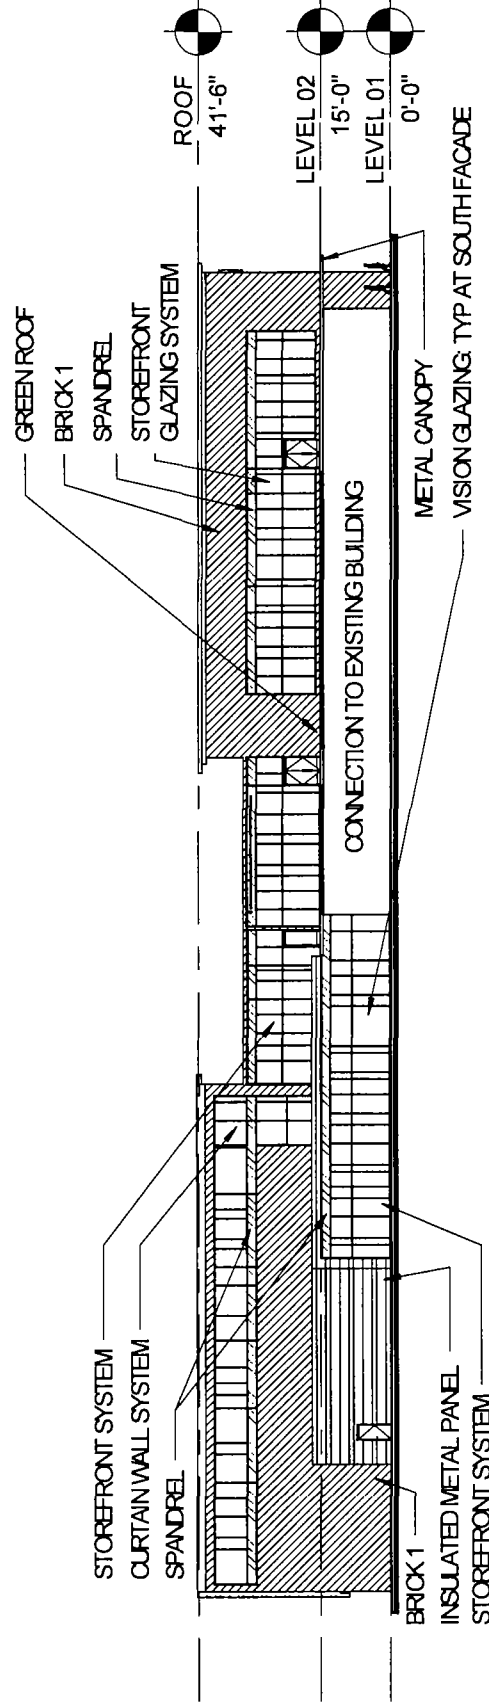 ROOF
41'-6"
LEVEL 02
15'-0"
LEVEL 01
0'-0"
GREEN ROOF
BRICK 1
SPANDREL
STOREFRONT
GLAZING SYSTEM
METAL CANOPY
VISION GLAZING: TYP AT SOUTH FACADE
CONNECTION TO EXISTING BUILDING
STOREFRONT SYSTEM
CURTAIN WALL SYSTEM
SPANDREL
BRICK 1
INSULATED METAL PANEL
STOREFRONT SYSTEM